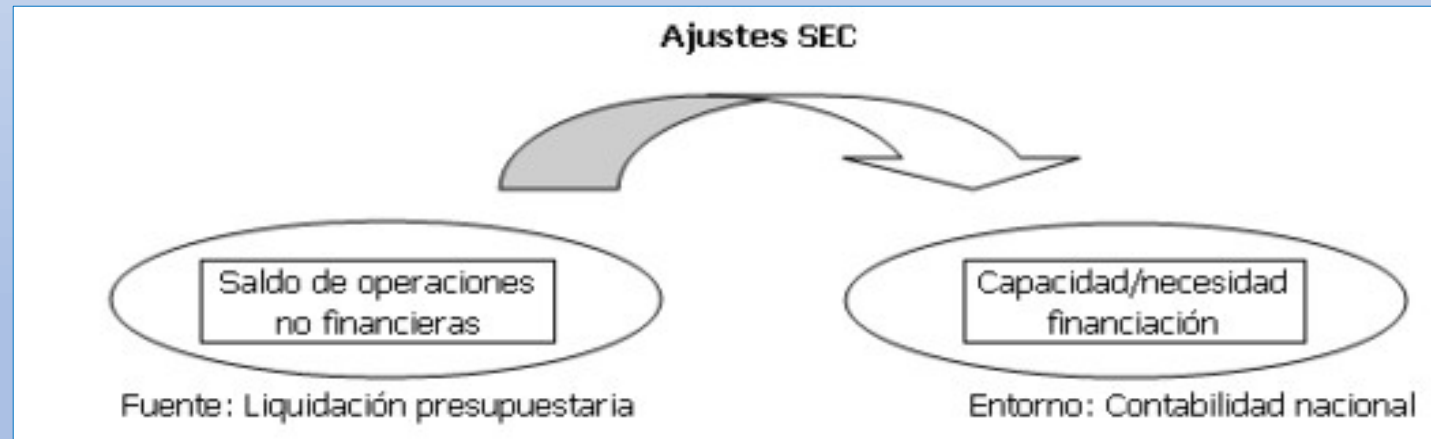 Ajustes SEC
Saldo de operaciones
no financieras
Capacidad/necesidad
financiación
Fuente: Liquidación presupuestaria
Entorno: Contabilidad nacional